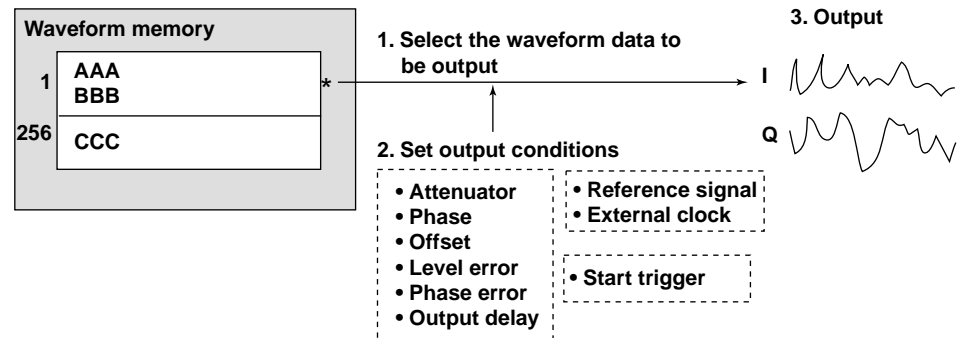 Waveform memory
1
AAA
BBB
*
256
CCC
1. Select the waveform data to
be output
2. Set output conditions
• Attenuator
• Phase
• Offset
• Level error
• Phase error
• Output delay
• Reference signal
• External clock
• Start trigger
3. Output
I
Q